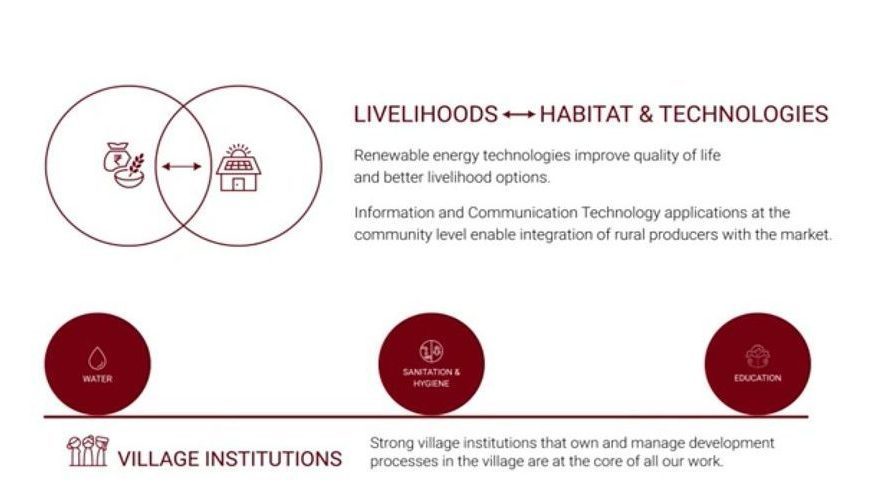 LIVELIHOODS ↔ HABITAT & TECHNOLOGIES
Renewable energy technologies improve quality of life
and better livelihood options.
Information and Communication Technology applications at the
community level enable integration of rural producers with the market.
₹
WATER
SANITATION &
HYGIENE
EDUCATION
VILLAGE INSTITUTIONS
Strong village institutions that own and manage development
processes in the village are at the core of all our work.